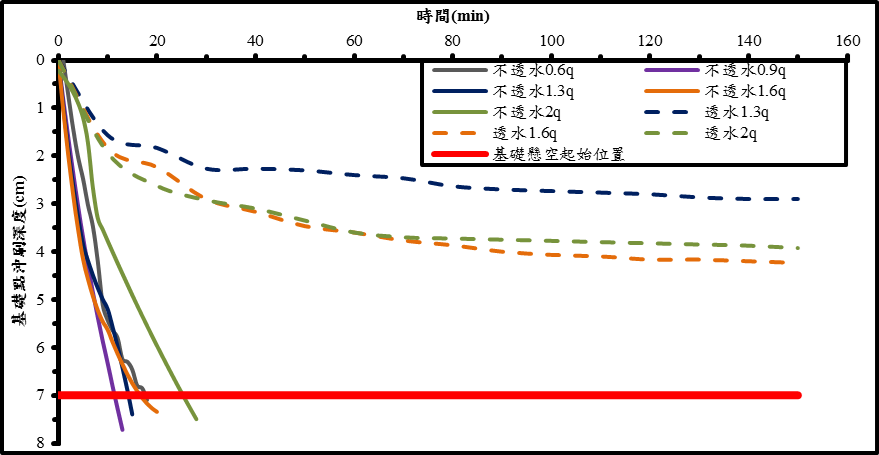 時間(min)
0 20 40 60 80 100 120 140 160
0
1
2
3
4
5
6
7
8
基礎點沖刷深度(cm)
不透水0.6q 不透水0.9q
不透水1.3q 不透水1.6q
不透水2q 透水1.3q
透水1.6q 透水2q
基礎懸空起始位置